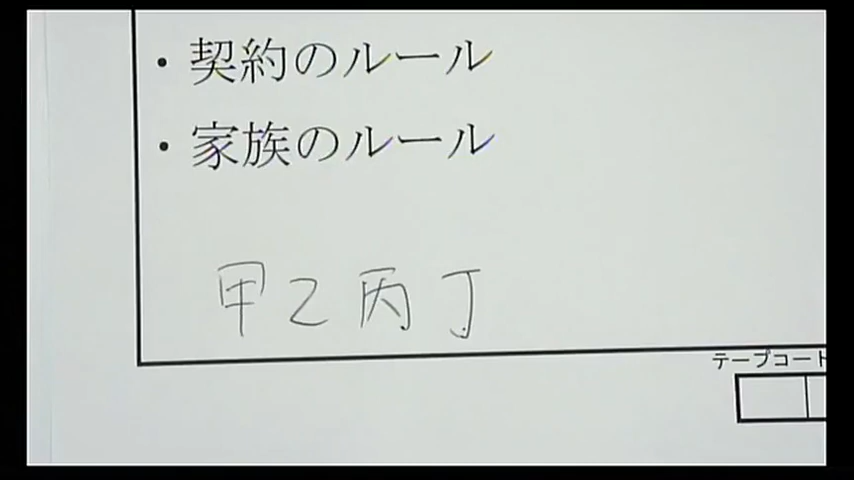 ・契約のルール
・家族のルール
甲乙丙丁
テープコート